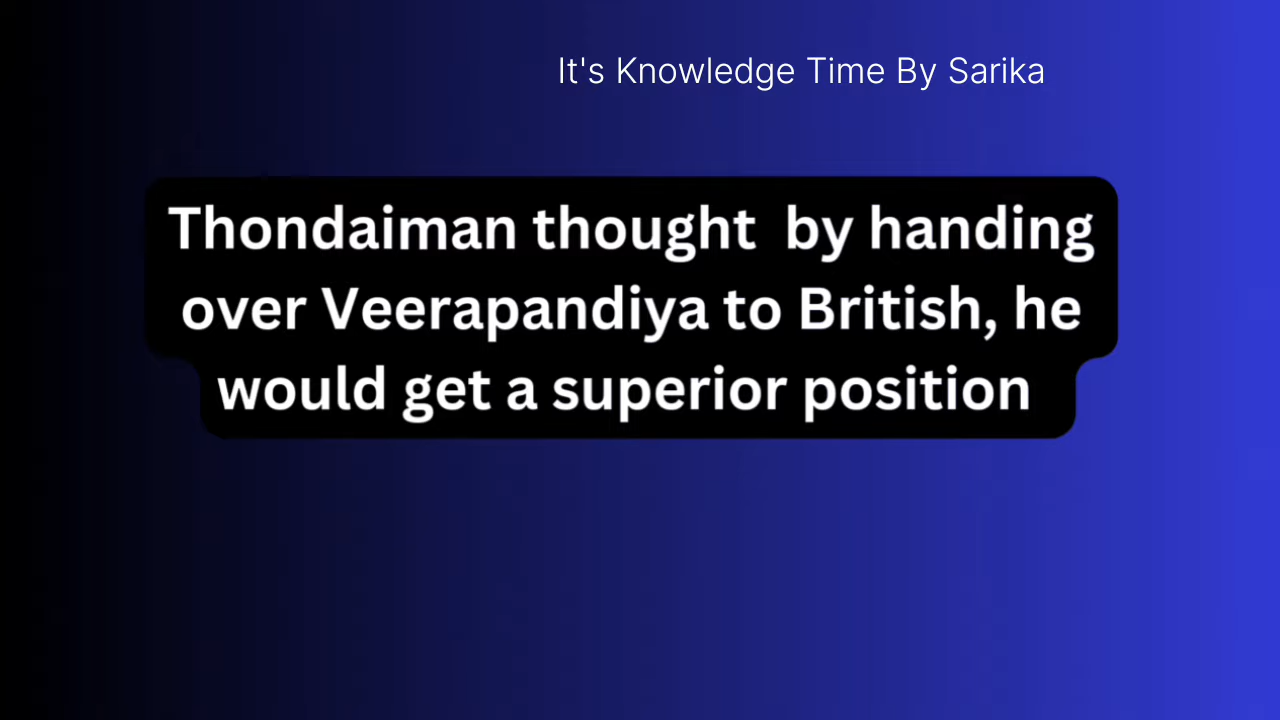 It's Knowledge Time By Sarika
Thondaiman thought by handing
over Veerapandiya to British, he
would get a superior position